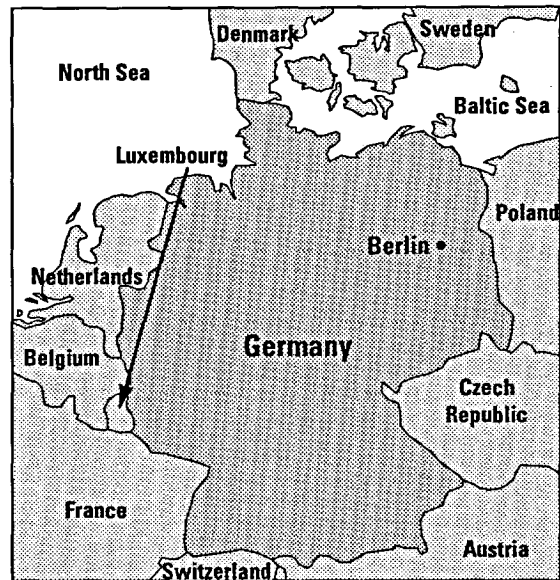 Denmark
Sweden
North Sea
Baltic Sea
Luxembourg
Poland
Berlin
Netherlands
Germany
Belgium
Czech
Republic
France
Austria
Switzerland